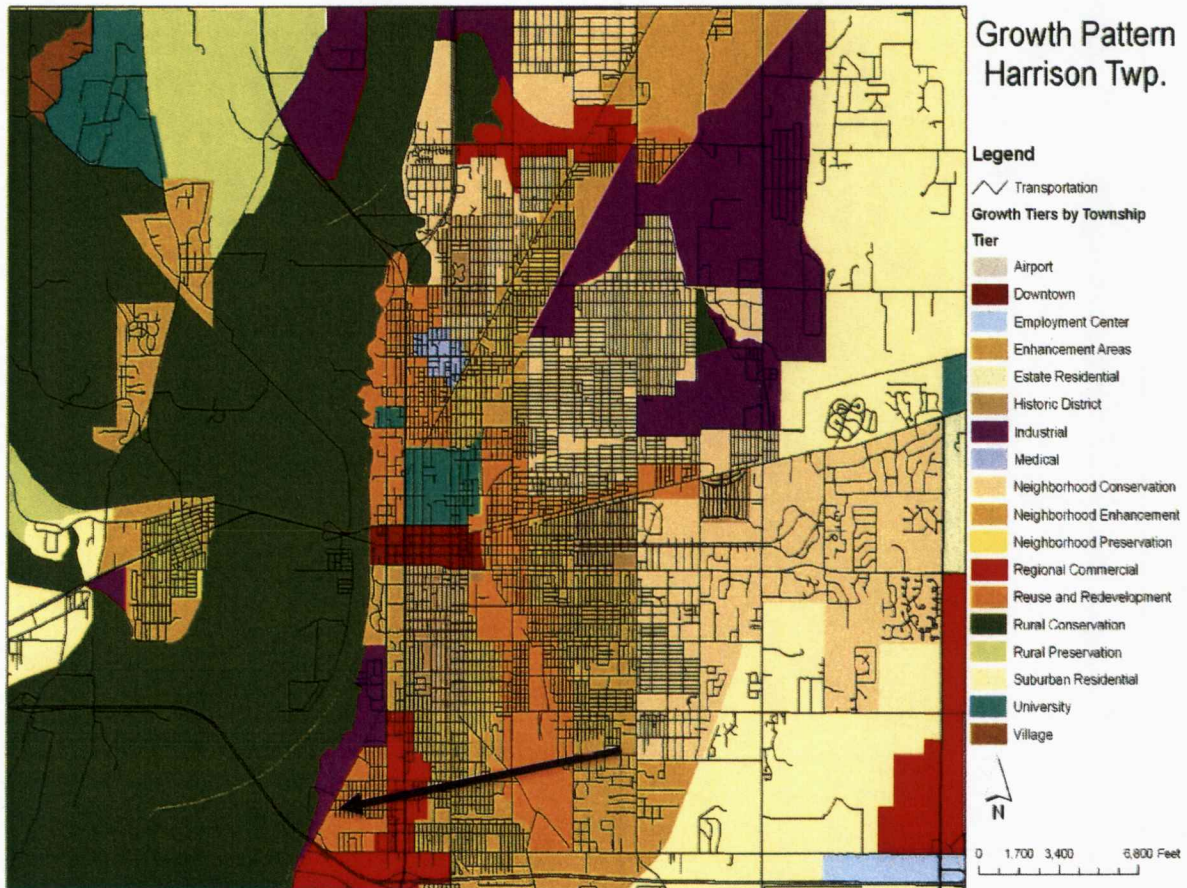 Growth Pattern
Harrison Twp.
Legend
Transportation
Growth Tiers by Township
Tier
Airport
Downtown
Employment Center
Enhancement Areas
Estate Residential
Historic District
Industrial
Medical
Neighborhood Conservation
Neighborhood Enhancement
Neighborhood Preservation
Regional Commercial
Reuse and Redevelopment
Rural Conservation
Rural Preservation
Suburban Residential
University
Village
N
0 1,700 3,400 6,800 Feet